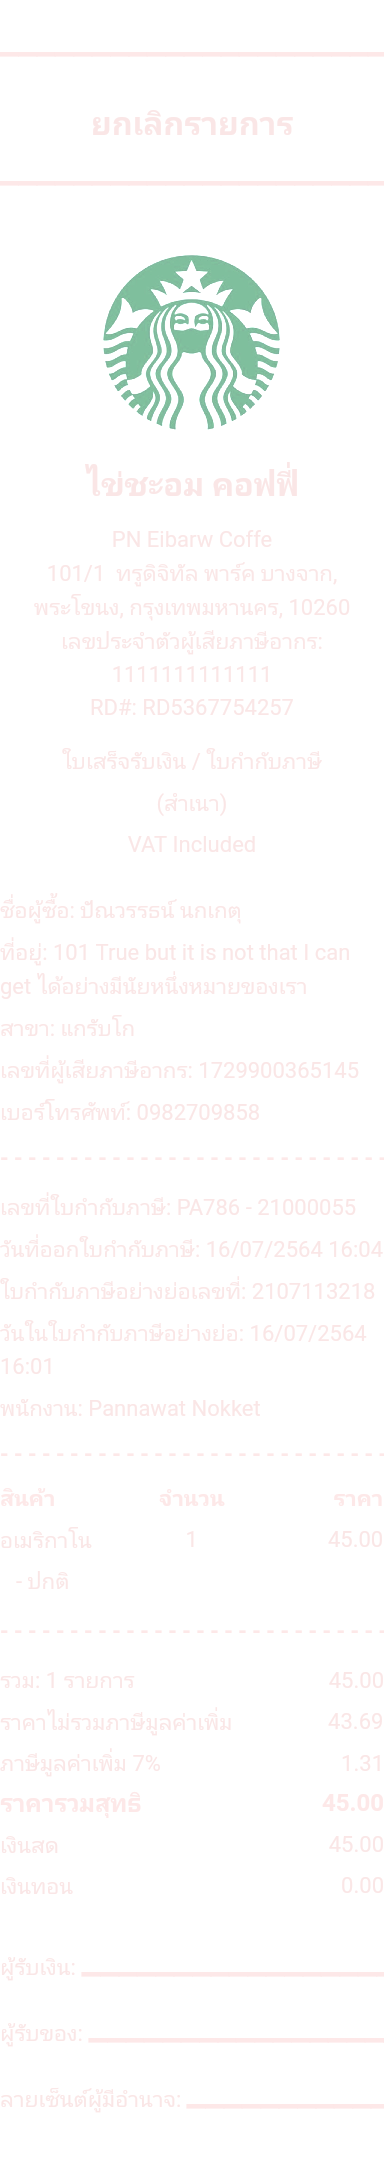 ยกเลิกรายการ
ไข่ชะอม คอฟฟี่
PN Eibarw Coffe
101/1 ทรูดิจิทัล พาร์ค บางจาก,
พระโขนง, กรุงเทพมหานคร, 10260
เลขประจำตัวผู้เสียภาษีอากร:
1111111111111
RD#: RD5367754257
ใบเสร็จรับเงิน / ใบกำกับภาษี
(สำเนา)
VAT Included
ชื่อผู้ซื้อ: ปัณวรรธน์ นกเกตุ
ที่อยู่: 101 True but it is not that I can
get ได้อย่างมีนัยหนึ่งหมายของเรา
สาขา: แกรับโก
เลขที่ผู้เสียภาษีอากร: 1729900365145
เบอร์โทรศัพท์: 0982709858
เลขที่ใบกำกับภาษี: PA786 - 21000055
วันที่ออกใบกำกับภาษี: 16/07/2564 16:04
ใบกำกับภาษีอย่างย่อเลขที่: 2107113218
วันในใบกำกับภาษีอย่างย่อ: 16/07/2564
16:01
พนักงาน: Pannawat Nokket
สินค้า จำนวน ราคา
อเมริกาโน 1 45.00
- ปกติ
รวม: 1 รายการ 45.00
ราคาไม่รวมภาษีมูลค่าเพิ่ม 43.69
ภาษีมูลค่าเพิ่ม 7% 1.31
ราคารวมสุทธิ 45.00
เงินสด 45.00
เงินทอน 0.00
ผู้รับเงิน:
ผู้รับของ:
ลายเซ็นต์ผู้มีอำนาจ: